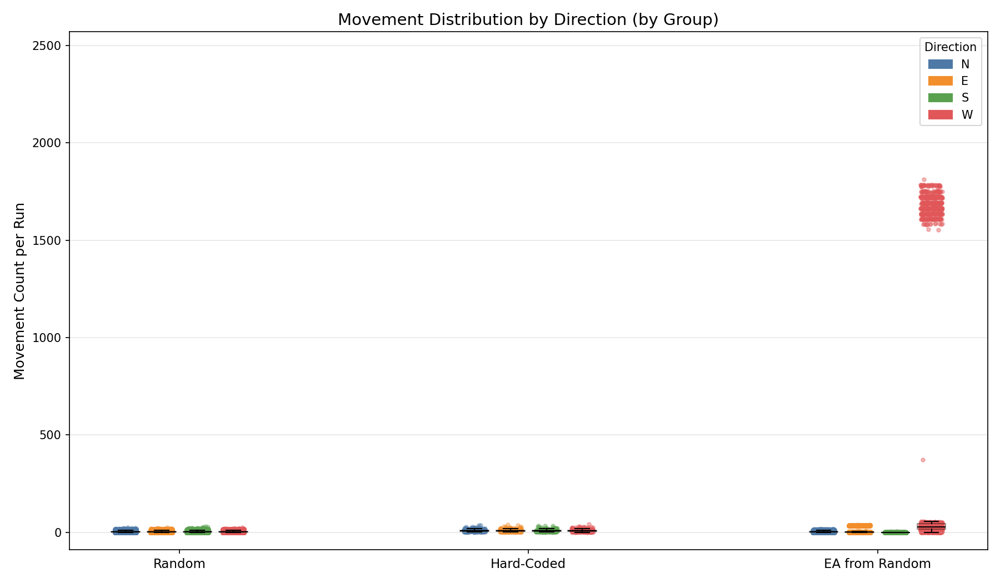 Movement Distribution by Direction (by Group)
Movement Count per Run
2500
2000
1500
1000
500
0
Direction
N
E
S
W
Random
Hard-Coded
EA from Random